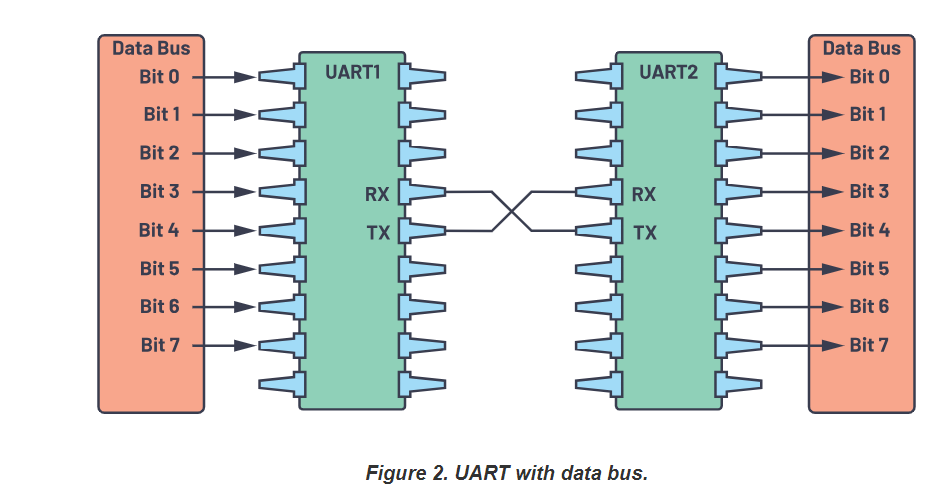 Data Bus
Bit 0
Bit 1
Bit 2
Bit 3
Bit 4
Bit 5
Bit 6
Bit 7
UART1
RX
TX
UART2
RX
TX
Data Bus
Bit 0
Bit 1
Bit 2
Bit 3
Bit 4
Bit 5
Bit 6
Bit 7
Figure 2. UART with data bus.